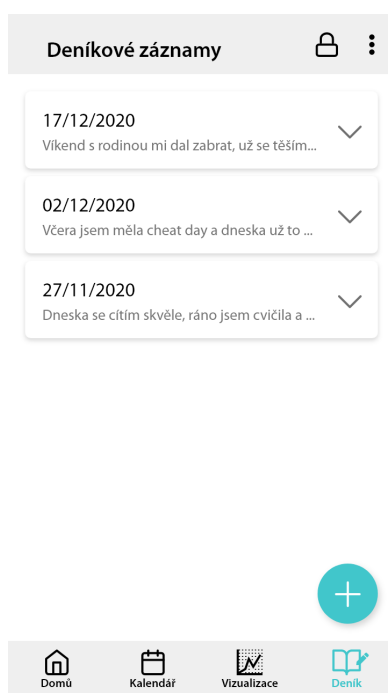 Deníkové záznamy
17/12/2020
Víkend s rodinou mi dal zabrat, už se těším...
02/12/2020
Včera jsem měla cheat day a dneska už to ...
27/11/2020
Dneska se cítím skvěle, ráno jsem cvičila a ...
Domů Kalendář Vizualizace Deník